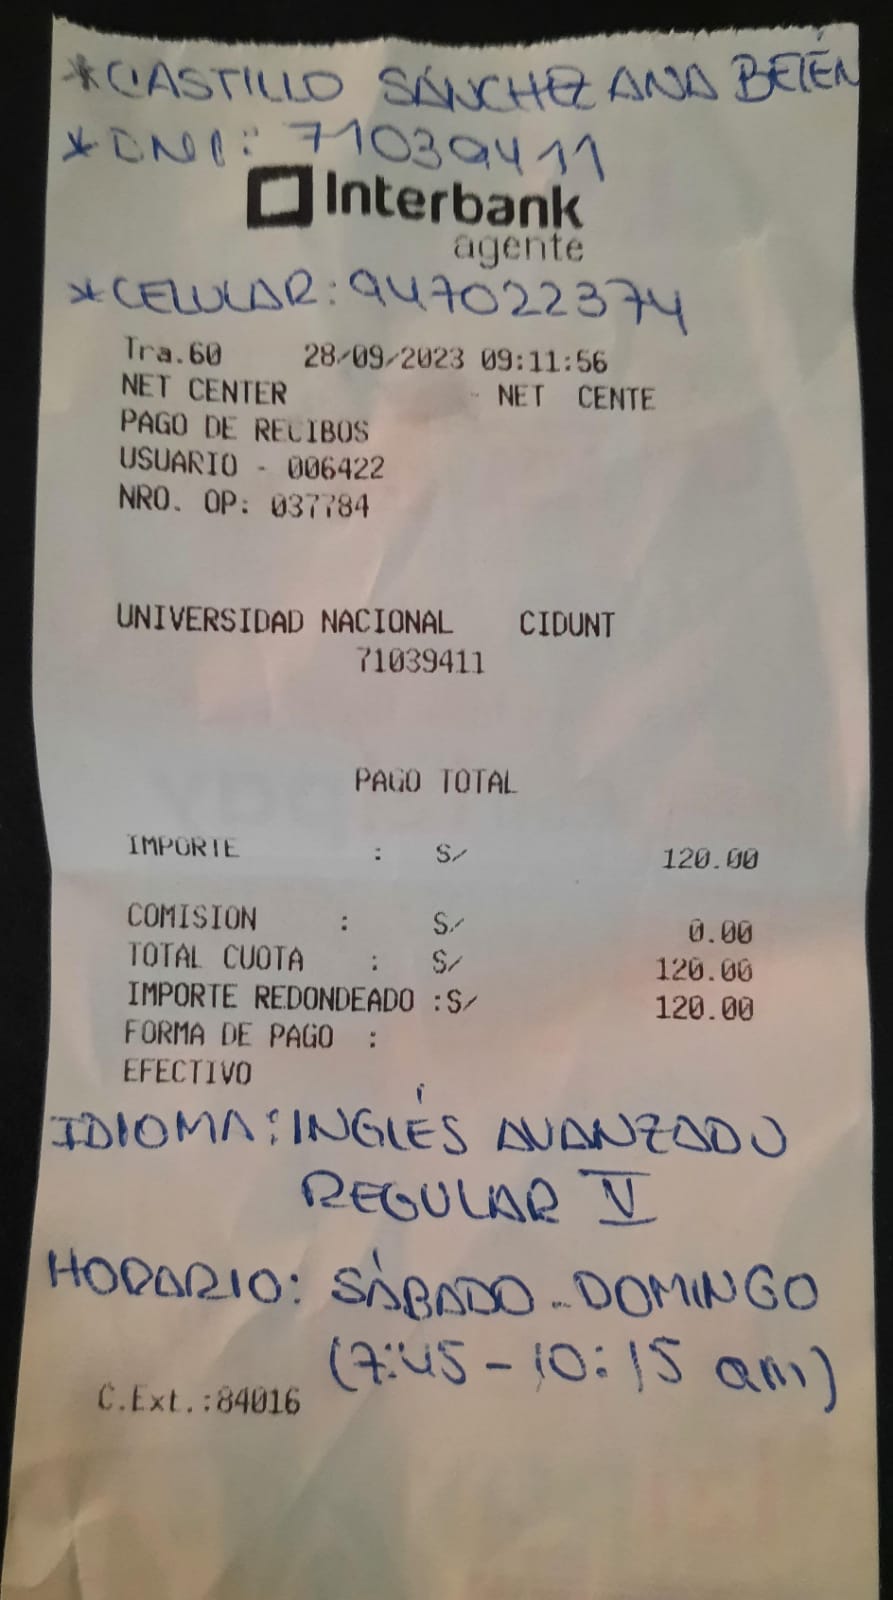 *CASTILLO SÁNCHEZ ANA BELÉN
*DNI: 71039411
Interbank
agente
*CELULAR: 947022374
Tra.60 28/09/2023 09:11:56
NET CENTER - NET CENTE
PAGO DE RECIBOS
USUARIO - 006422
NRO. OP: 037784
UNIVERSIDAD NACIONAL CIDUNT
71039411
PAGO TOTAL
IMPORTE : S/ 120.00
COMISION : S/ 0.00
TOTAL CUOTA : S/ 120.00
IMPORTE REDONDEADO :S/ 120.00
FORMA DE PAGO :
EFECTIVO
IDIOMA: INGLÉS AVANZADO
REGULAR V
HORARIO: SÁBADO - DOMINGO
(7:45 - 10:15 am)
C.Ext.:84016